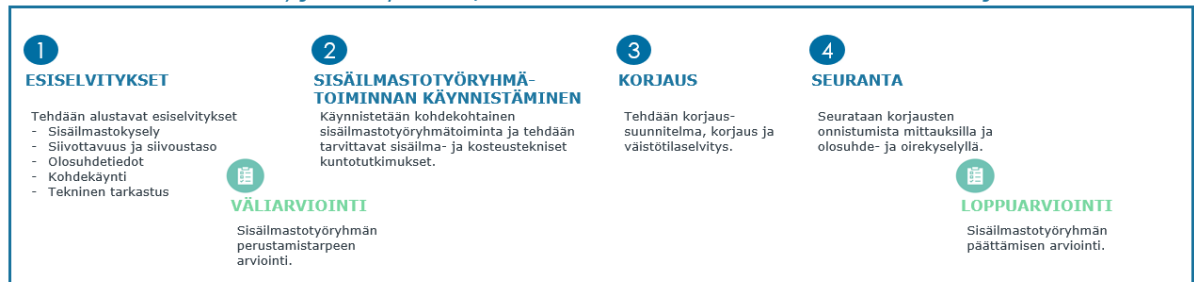 1
ESISELVITYKSET
Tehdään alustavat esiselvitykset
- Sisäilmastokysely
- Siivottavuus ja siivoustaso
- Olosuhdetiedot
- Kohdekäynti
- Tekninen tarkastus
VÄLIARVIOINTI
Sisäilmastotyöryhmän
perustamistarpeen
arviointi.
2
SISÄILMASTOTYÖRYHMÄ-
TOIMINNAN KÄYNNISTÄMINEN
Käynnistetään kohdekohtainen
sisäilmastotyöryhmätoiminta ja tehdään
tarvittavat sisäilma- ja kosteustekniset
kuntotutkimukset.
3
KORJAUS
Tehdään korjaus-
suunnitelma, korjaus ja
väistötilaselvitys.
4
SEURANTA
Seurataan korjausten
onnistumista mittauksilla ja
olosuhde- ja oirekyselyllä.
LOPPUARVIOINTI
Sisäilmastotyöryhmän
päättämisen arviointi.